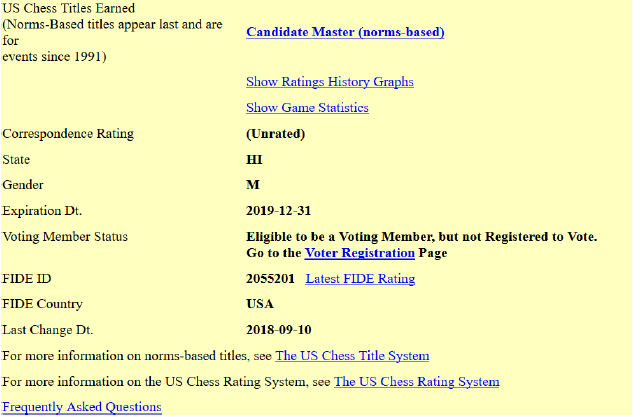 US Chess Titles Earned
(Norms-Based titles appear last and are
for
events since 1991)
Candidate Master (norms-based)
Show Ratings History Graphs
Show Game Statistics
Correspondence Rating (Unrated)
State HI
Gender M
Expiration Dt. 2019-12-31
Voting Member Status Eligible to be a Voting Member, but not Registered to Vote.
Go to the Voter Registration Page
FIDE ID 2055201 Latest FIDE Rating
FIDE Country USA
Last Change Dt. 2018-09-10
For more information on norms-based titles, see The US Chess Title System
For more information on the US Chess Rating System, see The US Chess Rating System
Frequently Asked Questions